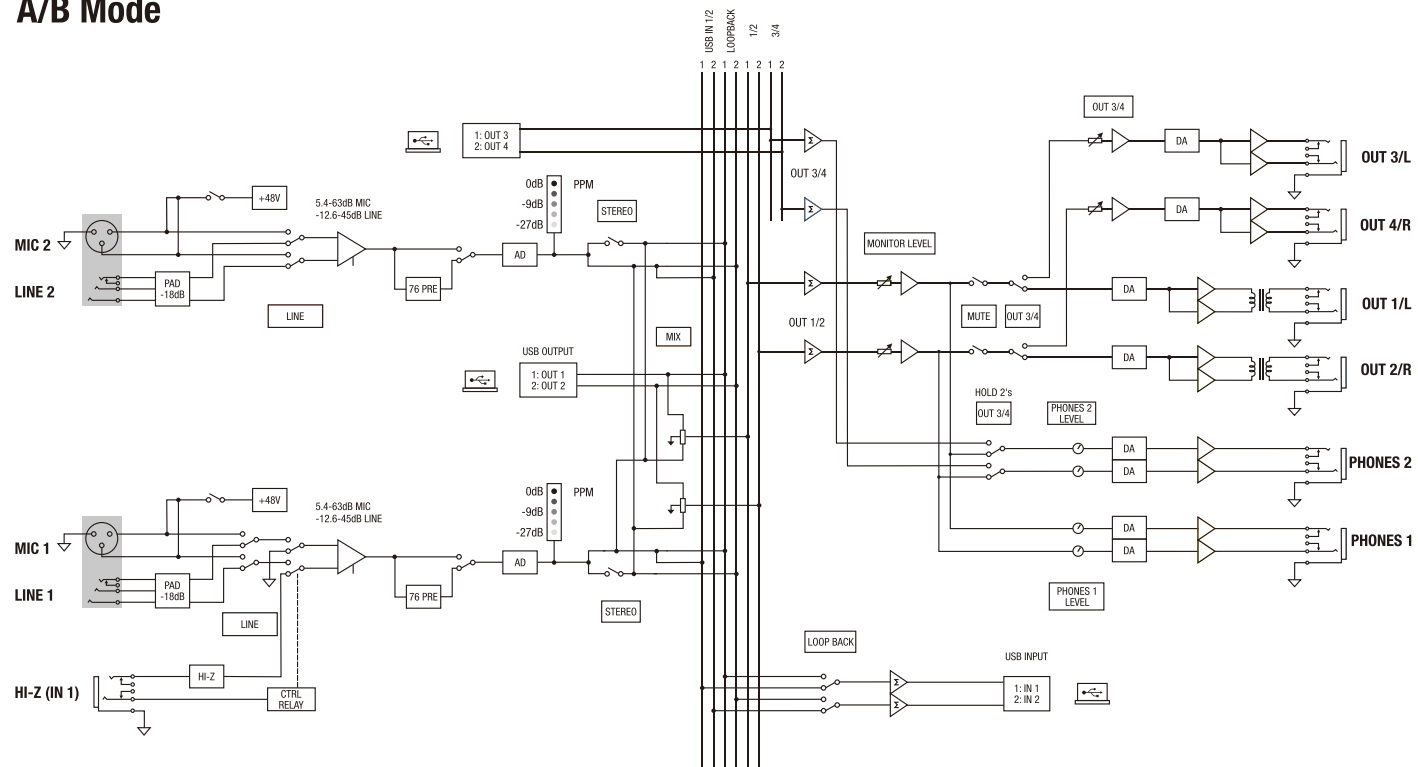 A/B Mode
USB IN 1/2
LOOPBACK
1/2
3/4
1 2 1 2 1 2 1 2
1: OUT 3
2: OUT 4
OUT 3/4
OUT 3/4
DA
OUT 3/L
DA
OUT 4/R
+48V
5.4-63dB MIC
-12.6-45dB LINE
0dB
-9dB
-27dB
PPM
STEREO
MIC 2
LINE 2
PAD
-18dB
LINE
76 PRE
AD
MONITOR LEVEL
MUTE
OUT 3/4
DA
OUT 1/L
OUT 1/2
MIX
DA
OUT 2/R
USB OUTPUT
1: OUT 1
2: OUT 2
HOLD 2's
OUT 3/4
PHONES 2
LEVEL
DA
DA
PHONES 2
+48V
5.4-63dB MIC
-12.6-45dB LINE
0dB
-9dB
-27dB
PPM
MIC 1
LINE 1
PAD
-18dB
LINE
76 PRE
AD
STEREO
DA
DA
PHONES 1
PHONES 1
LEVEL
HI-Z (IN 1)
HI-Z
CTRL
RELAY
LOOP BACK
USB INPUT
Σ
Σ
Σ
Σ
Σ
Σ
1: IN 1
2: IN 2